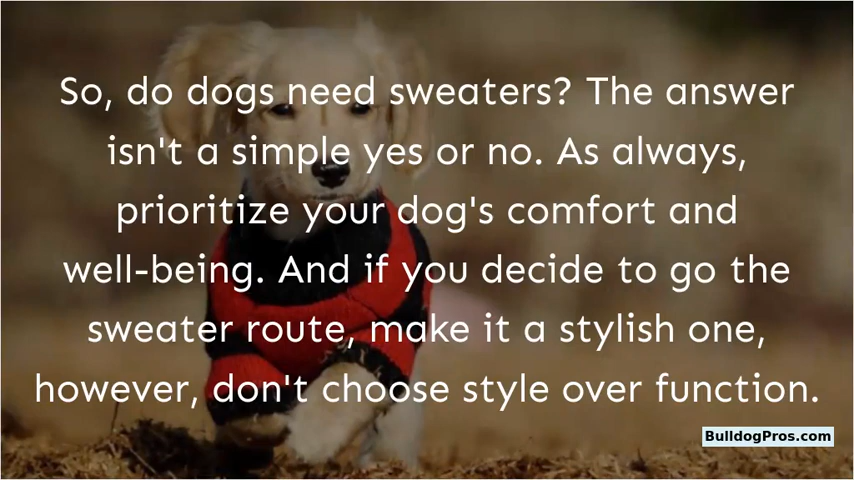 So, do dogs need sweaters? The answer
isn't a simple yes or no. As always,
prioritize your dog's comfort and
well-being. And if you decide to go the
sweater route, make it a stylish one,
however, don't choose style over function.
BulldogPros.com